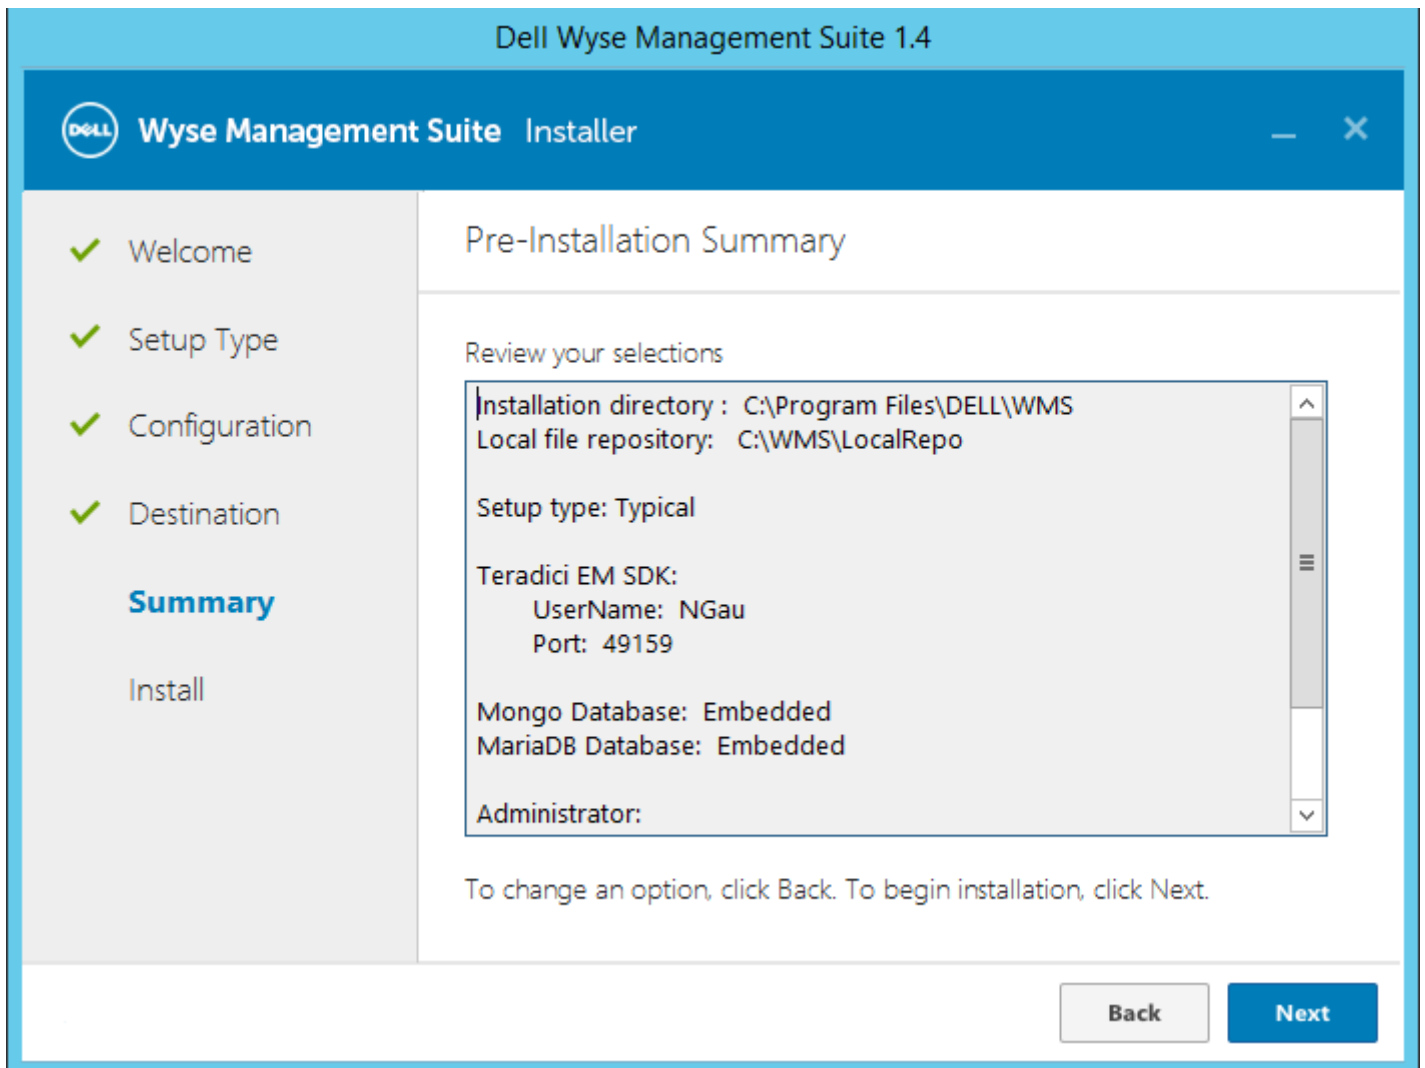 Dell Wyse Management Suite 1.4
DELL Wyse Management Suite Installer
Welcome
Setup Type
Configuration
Destination
Summary
Install
Pre-Installation Summary
Review your selections
Installation directory :  C:\Program Files\DELL\WMS
Local file repository:   C:\WMS\LocalRepo
Setup type: Typical
Teradici EM SDK:
UserName:  NGau
Port:  49159
Mongo Database:  Embedded
MariaDB Database:  Embedded
Administrator:
To change an option, click Back. To begin installation, click Next.
Back
Next